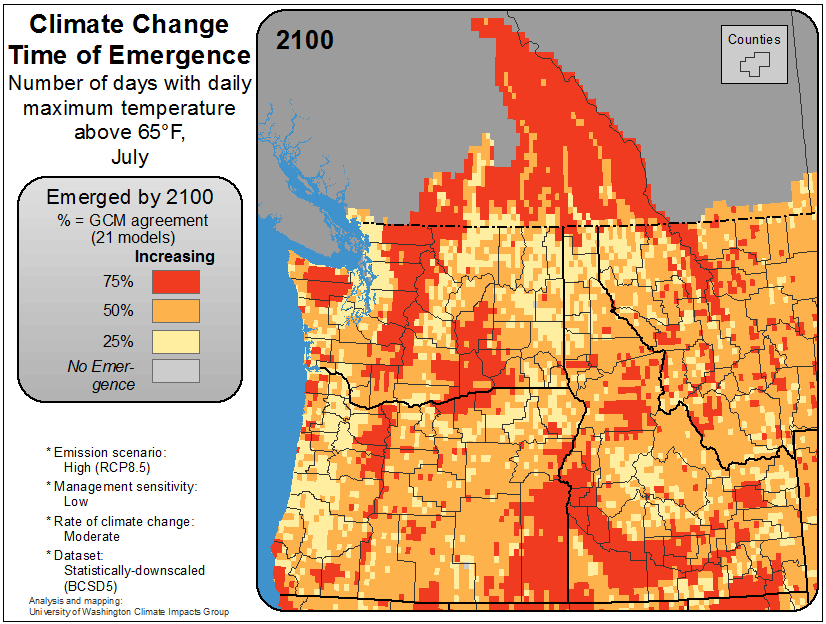 Climate Change
Time of Emergence
Number of days with daily
maximum temperature
above 65°F,
July
Emerged by 2100
% = GCM agreement
(21 models)
Increasing
75%
50%
25%
No Emer-
gence
* Emission scenario:
High (RCP8.5)
* Management sensitivity:
Low
* Rate of climate change:
Moderate
* Dataset:
Statistically-downscaled
(BCSD5)
Analysis and mapping:
University of Washington Climate Impacts Group
2100
Counties